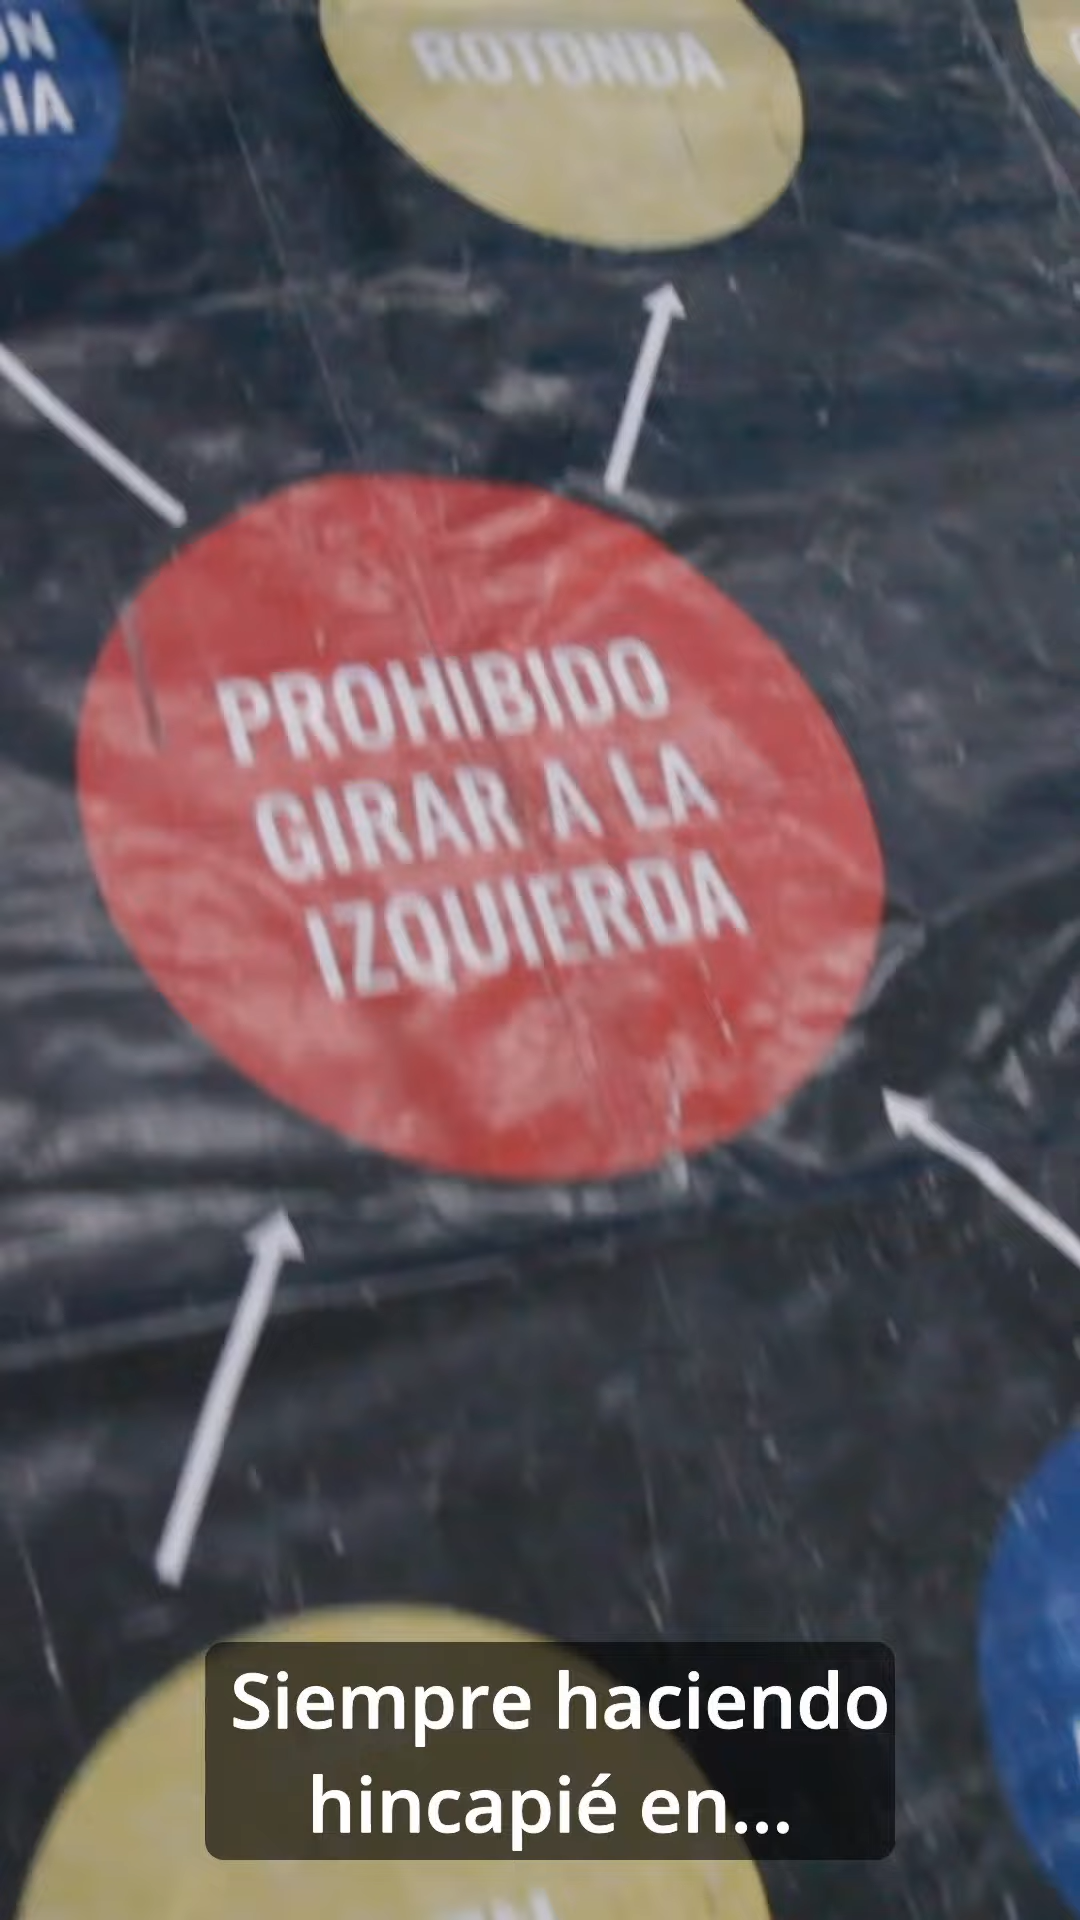 ROTONDA
PROHIBIDO
GIRAR A LA
IZQUIERDA
Siempre haciendo
hincapié en...